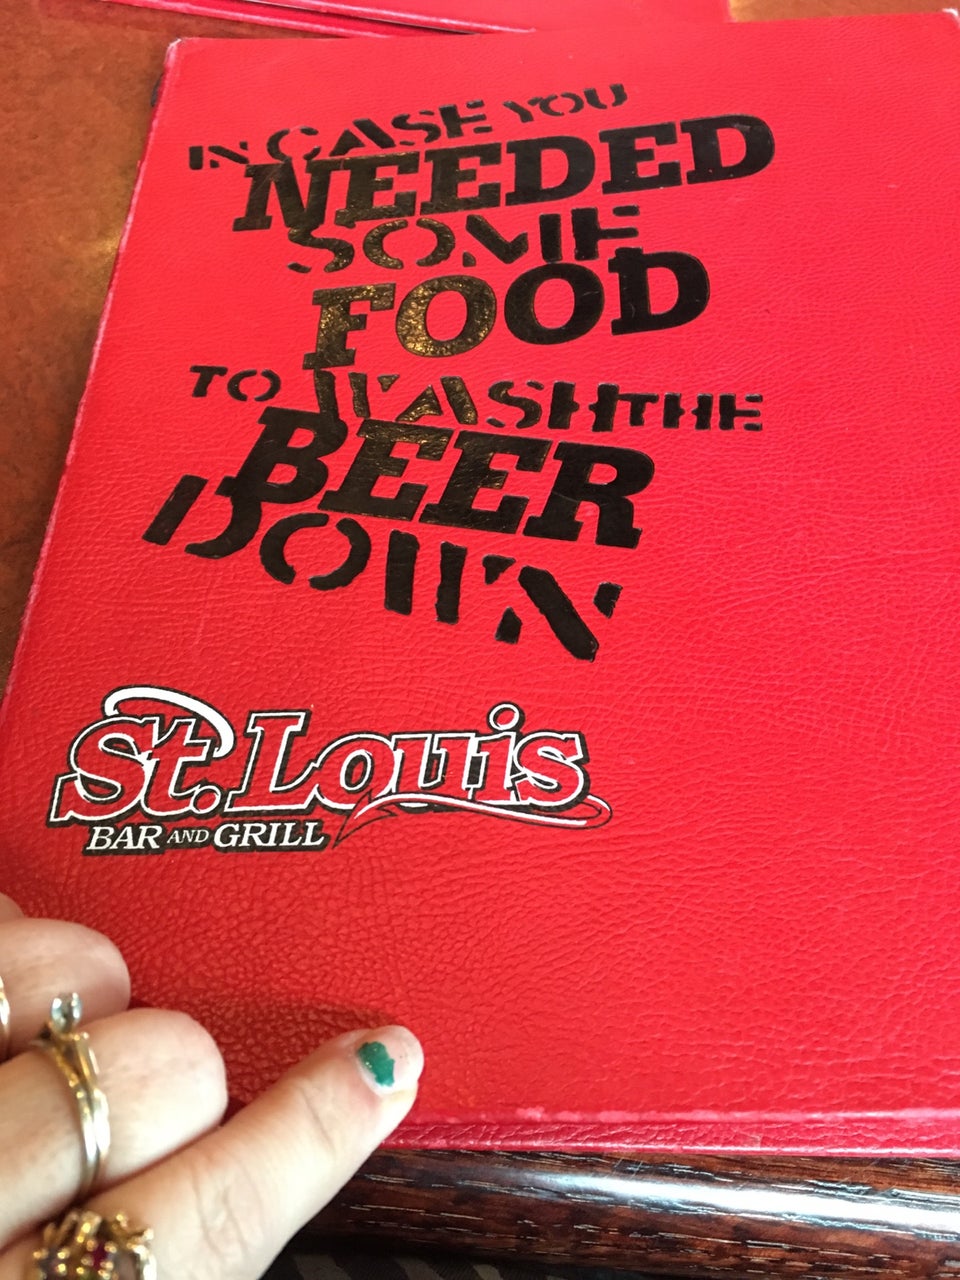 IN CASE YOU
NEEDED
SOME
FOOD
TO WASH THE
BEER
DOWN
St. Louis
BAR AND GRILL